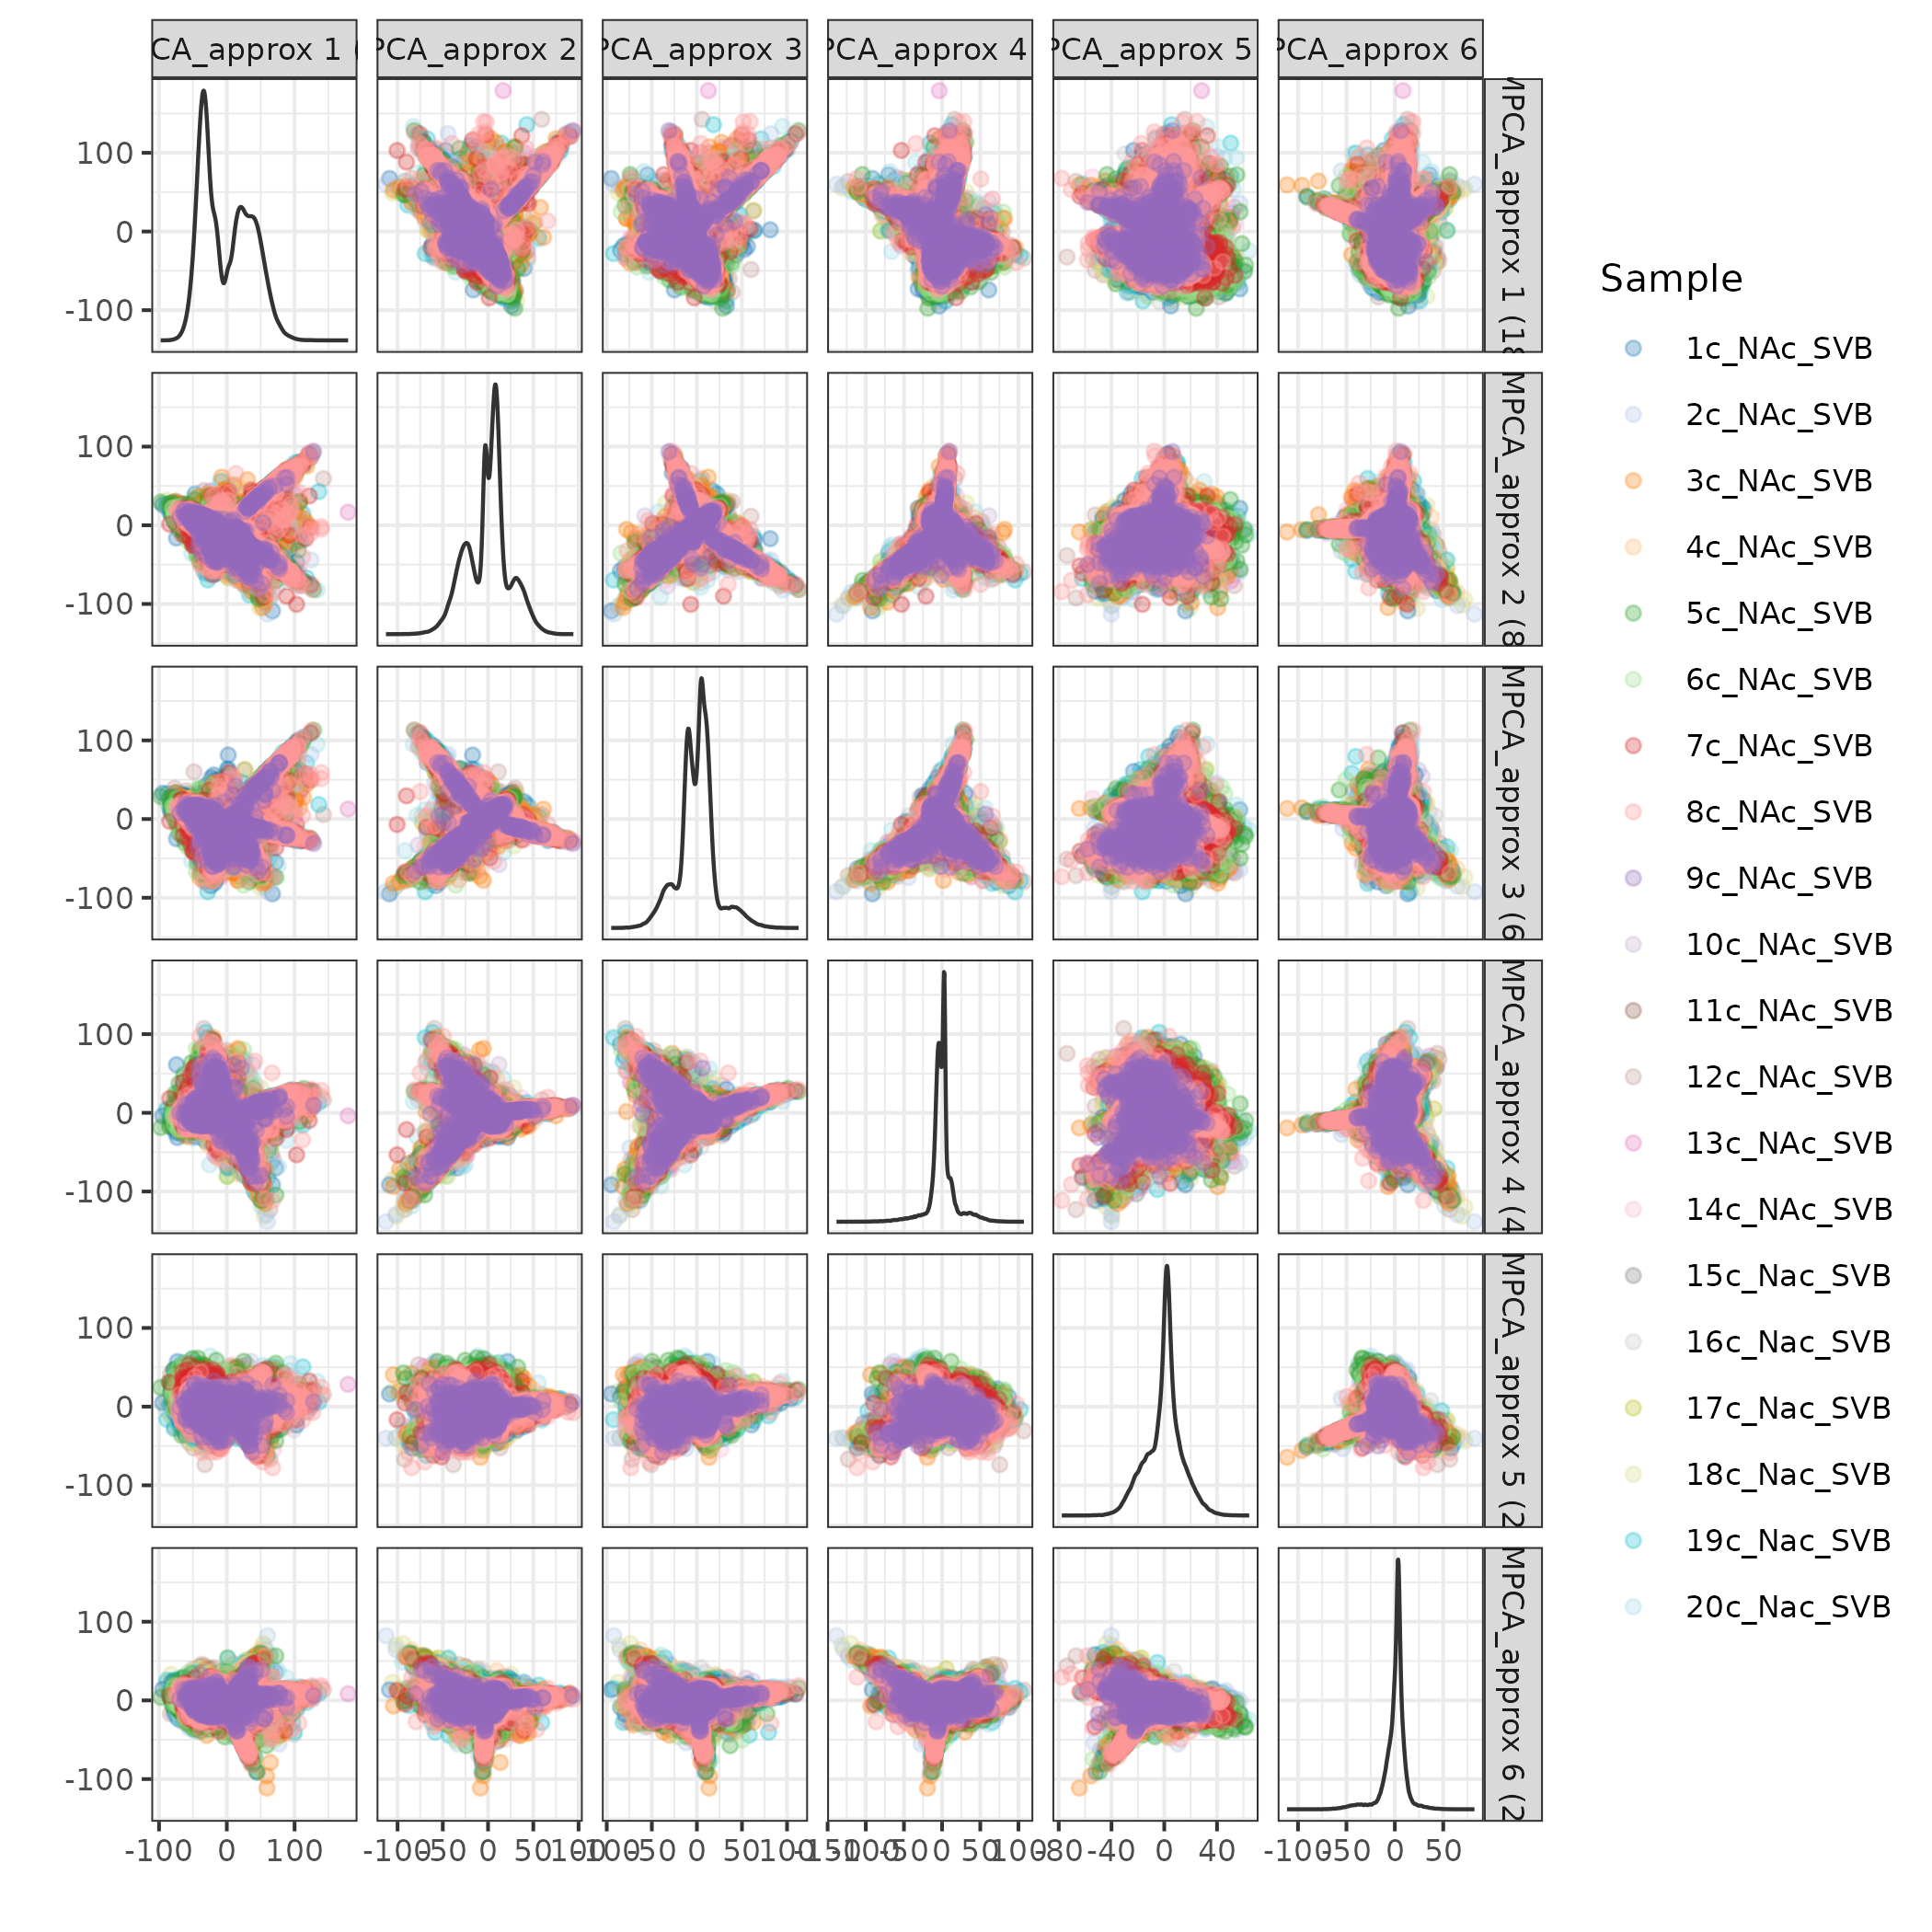 CA_approx 1 (
PCA_approx 2
PCA_approx 3
PCA_approx 4
PCA_approx 5
PCA_approx 6
100
0
-100
MPCA_approx 1 (18
100
0
-100
MPCA_approx 2 (8
100
0
-100
MPCA_approx 3 (6
100
0
-100
MPCA_approx 4 (4
100
0
-100
MPCA_approx 5 (2
100
0
-100
MPCA_approx 6 (2
-100 0 100
-100 -50 0 50 100
-100 -50 0 50 100
-150 -100 -50 0 50 100
-80 -40 0 40
-100 -50 0 50
Sample
1c_NAc_SVB
2c_NAc_SVB
3c_NAc_SVB
4c_NAc_SVB
5c_NAc_SVB
6c_NAc_SVB
7c_NAc_SVB
8c_NAc_SVB
9c_NAc_SVB
10c_NAc_SVB
11c_NAc_SVB
12c_NAc_SVB
13c_NAc_SVB
14c_NAc_SVB
15c_Nac_SVB
16c_Nac_SVB
17c_Nac_SVB
18c_Nac_SVB
19c_Nac_SVB
20c_Nac_SVB